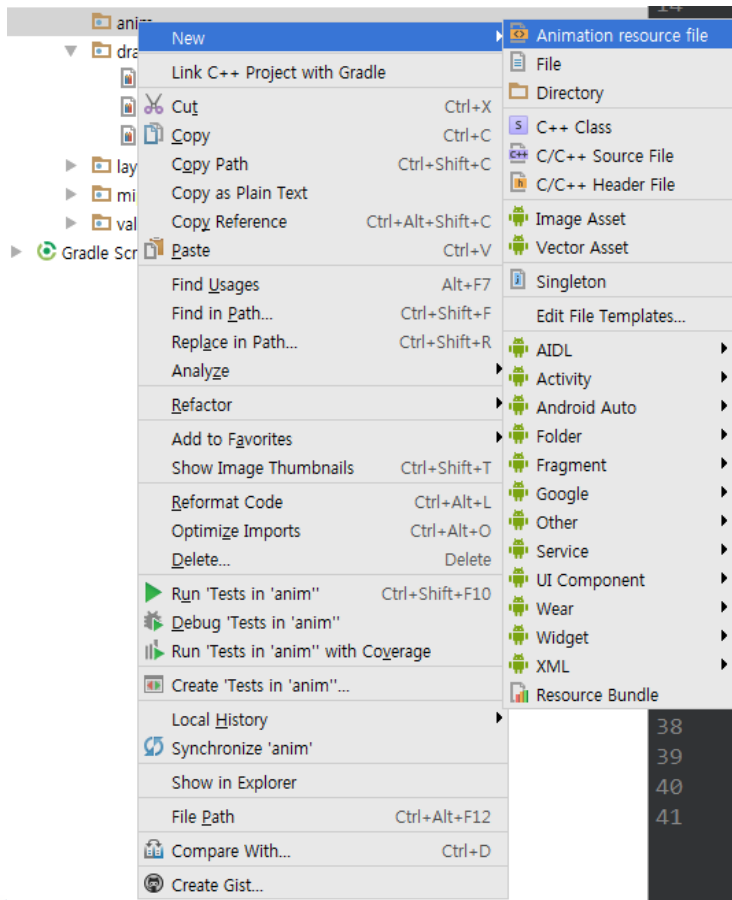 anim
New
Link C++ Project with Gradle
Cut Ctrl+X
Copy Ctrl+C
Copy Path Ctrl+Shift+C
Copy as Plain Text
Copy Reference Ctrl+Alt+Shift+C
Paste Ctrl+V
Find Usages Alt+F7
Find in Path... Ctrl+Shift+F
Replace in Path... Ctrl+Shift+R
Analyze
Refactor
Add to Favorites
Show Image Thumbnails Ctrl+Shift+T
Reformat Code Ctrl+Alt+L
Optimize Imports Ctrl+Alt+O
Delete... Delete
Run 'Tests in 'anim'' Ctrl+Shift+F10
Debug 'Tests in 'anim''
Run 'Tests in 'anim'' with Coverage
Create 'Tests in 'anim''...
Local History
Synchronize 'anim'
Show in Explorer
File Path Ctrl+Alt+F12
Compare With... Ctrl+D
Create Gist...
dra
lay
mi
val
Gradle Scr
Animation resource file
File
Directory
C++ Class
C/C++ Source File
C/C++ Header File
Image Asset
Vector Asset
Singleton
Edit File Templates...
AIDL
Activity
Android Auto
Folder
Fragment
Google
Other
Service
UI Component
Wear
Widget
XML
Resource Bundle
14
38
39
40
41